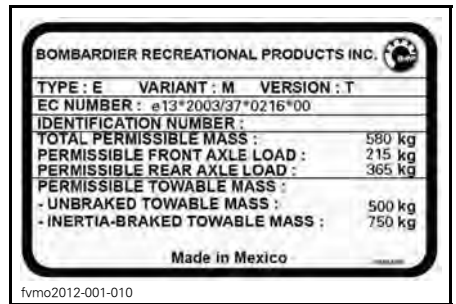 BOMBARDIER RECREATIONAL PRODUCTS INC.
TYPE : E VARIANT : M VERSION : T
EC NUMBER : e13*2003/37*0216*00
IDENTIFICATION NUMBER :
TOTAL PERMISSIBLE MASS : 580 kg
PERMISSIBLE FRONT AXLE LOAD : 215 kg
PERMISSIBLE REAR AXLE LOAD : 365 kg
PERMISSIBLE TOWABLE MASS :
- UNBRAKED TOWABLE MASS : 500 kg
- INERTIA-BRAKED TOWABLE MASS : 750 kg
Made in Mexico
fvmo2012-001-010